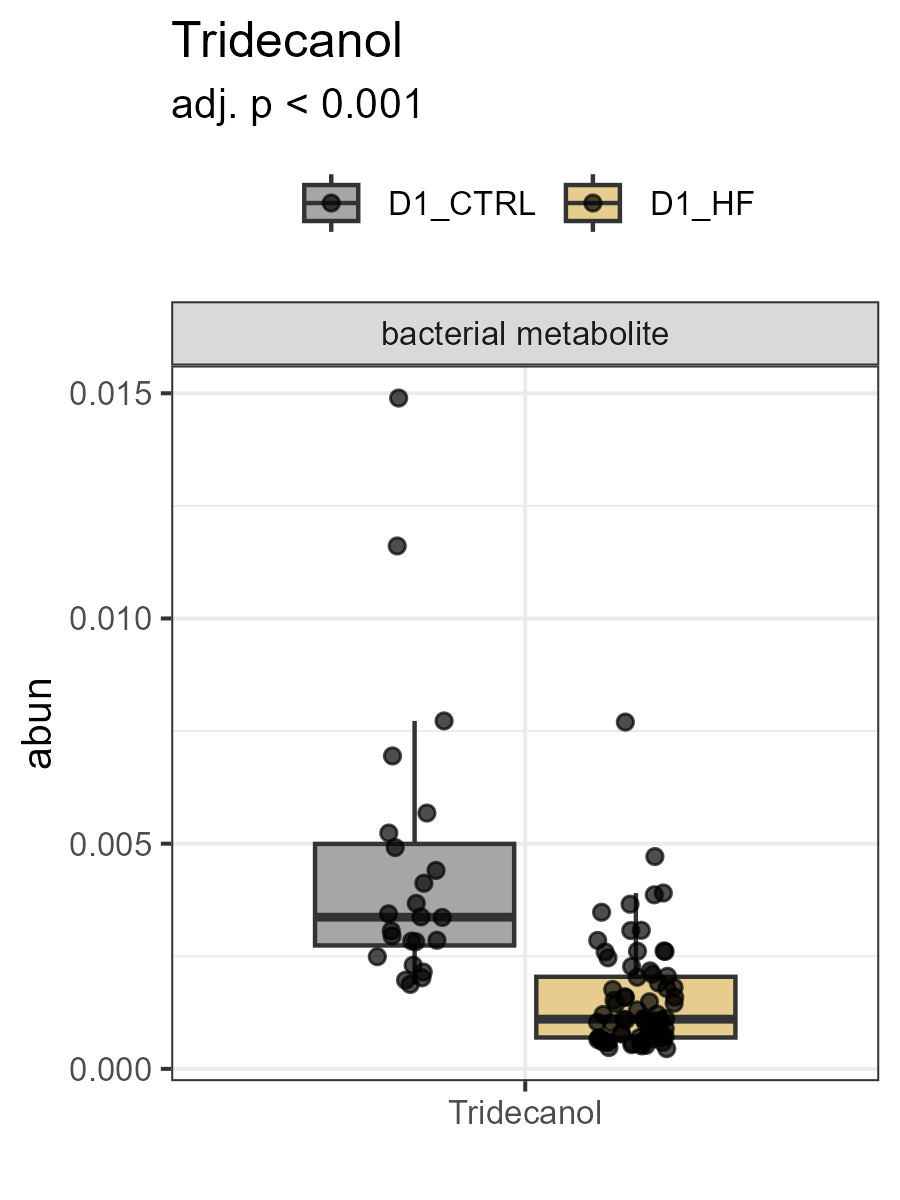 Tridecanol
adj. p < 0.001
D1_CTRL D1_HF
bacterial metabolite
0.015
0.010
0.005
0.000
abun
Tridecanol